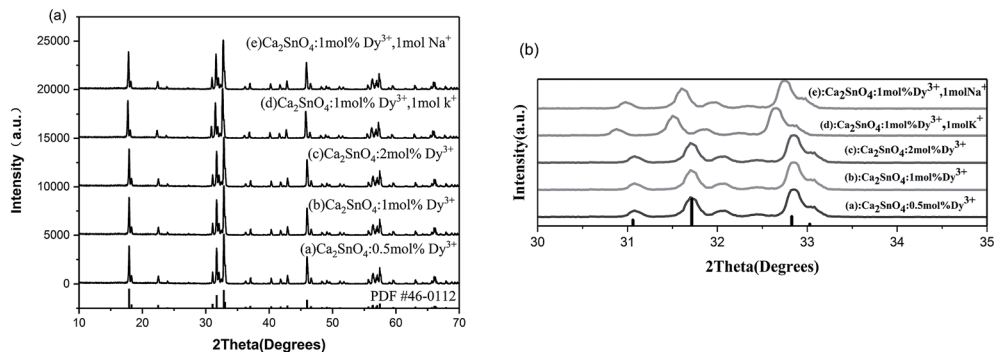 (a)
25000
20000
15000
10000
5000
0
Intensity (a.u.)
(e)Ca2SnO4:1mol% Dy3+,1mol Na+
(d)Ca2SnO4:1mol% Dy3+,1mol k+
(c)Ca2SnO4:2mol% Dy3+
(b)Ca2SnO4:1mol% Dy3+
(a)Ca2SnO4:0.5mol% Dy3+
PDF #46-0112
10 20 30 40 50 60 70
2Theta(Degrees)
(b)
Intensity(a.u.)
(e):Ca2SnO4:1mol%Dy3+,1molNa+
(d):Ca2SnO4:1mol%Dy3+,1molK+
(c):Ca2SnO4:2mol%Dy3+
(b):Ca2SnO4:1mol%Dy3+
(a):Ca2SnO4:0.5mol%Dy3+
30 31 32 33 34 35
2Theta(Degrees)